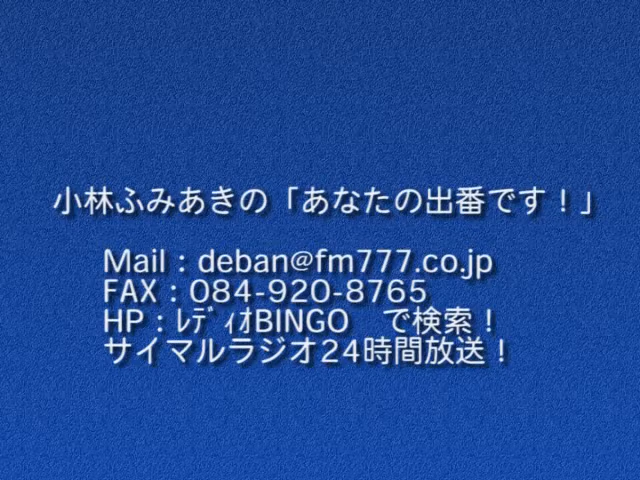 小林ふみあきの「あなたの出番です！」
Mail：deban@fm777.co.jp
FAX：084-920-8765
HP：ﾚﾃﾞｨｵBINGO　で検索！
サイマルラジオ24時間放送！